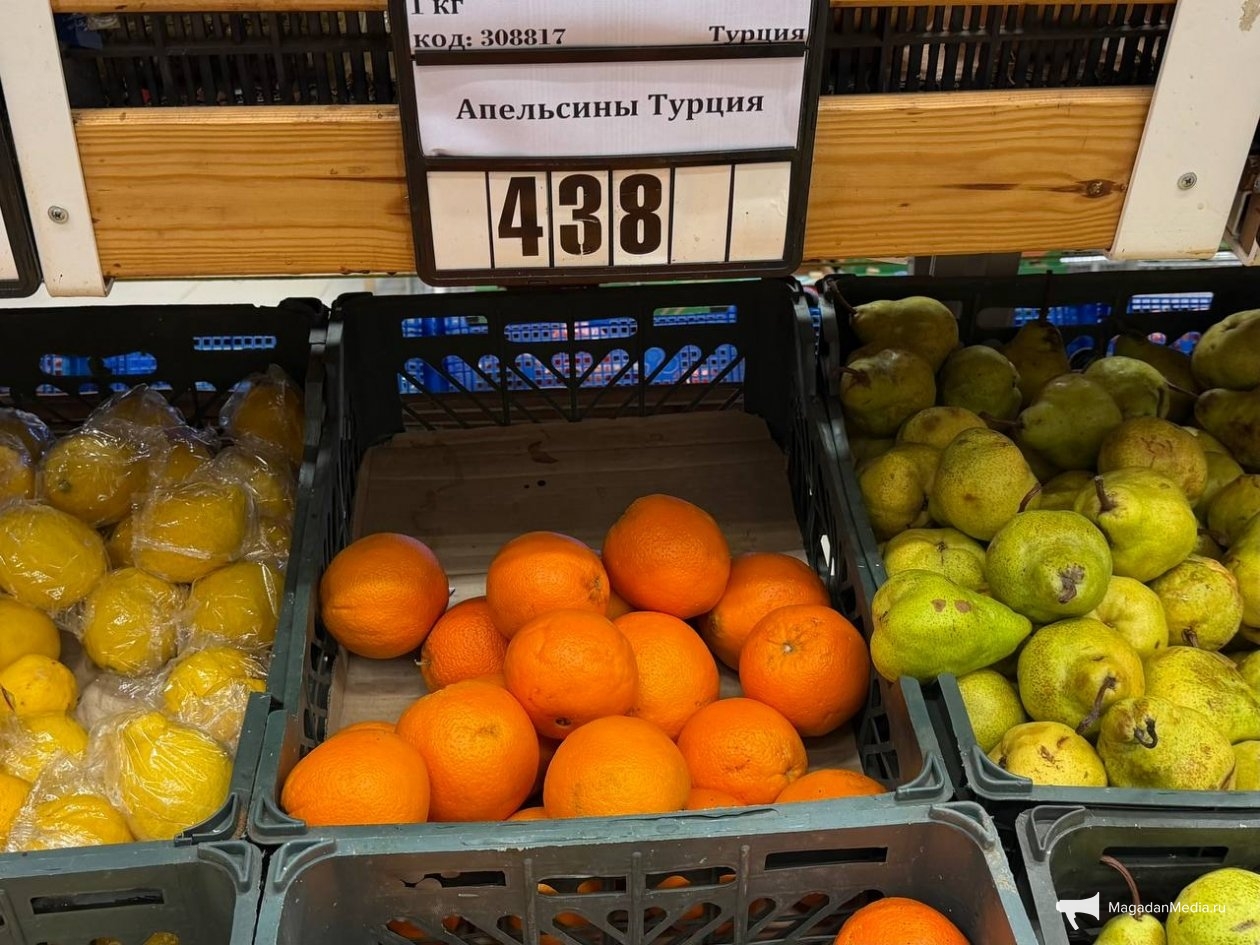 1 кг
код: 308817 Турция
Апельсины Турция
438
MagadanMedia.ru